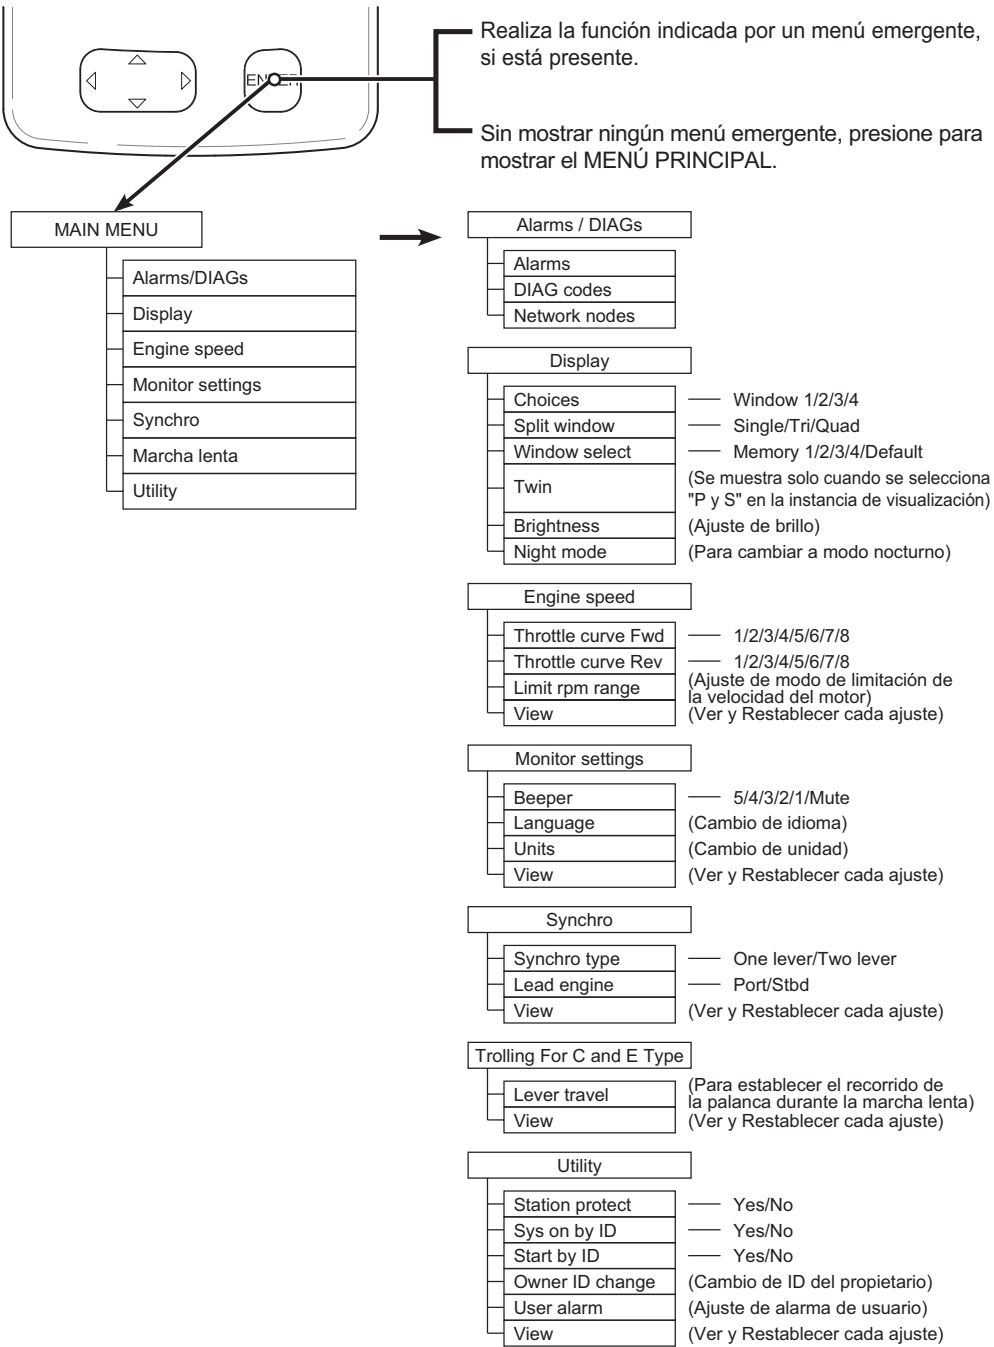 Realiza la función indicada por un menú emergente,
si está presente.
ENTER
Sin mostrar ningún menú emergente, presione para
mostrar el MENÚ PRINCIPAL.
MAIN MENU
Alarms/DIAGs
Display
Engine speed
Monitor settings
Synchro
Marcha lenta
Utility
Alarms / DIAGs
Alarms
DIAG codes
Network nodes
Display
Choices Window 1/2/3/4
Split window Single/Tri/Quad
Window select Memory 1/2/3/4/Default
Twin (Se muestra solo cuando se selecciona
"P y S" en la instancia de visualización)
Brightness (Ajuste de brillo)
Night mode (Para cambiar a modo nocturno)
Engine speed
Throttle curve Fwd 1/2/3/4/5/6/7/8
Throttle curve Rev 1/2/3/4/5/6/7/8
Limit rpm range (Ajuste de modo de limitación de
la velocidad del motor)
View (Ver y Restablecer cada ajuste)
Monitor settings
Beeper 5/4/3/2/1/Mute
Language (Cambio de idioma)
Units (Cambio de unidad)
View (Ver y Restablecer cada ajuste)
Synchro
Synchro type One lever/Two lever
Lead engine Port/Stbd
View (Ver y Restablecer cada ajuste)
Trolling For C and E Type
Lever travel (Para establecer el recorrido de
la palanca durante la marcha lenta)
View (Ver y Restablecer cada ajuste)
Utility
Station protect Yes/No
Sys on by ID Yes/No
Start by ID Yes/No
Owner ID change (Cambio de ID del propietario)
User alarm (Ajuste de alarma de usuario)
View (Ver y Restablecer cada ajuste)